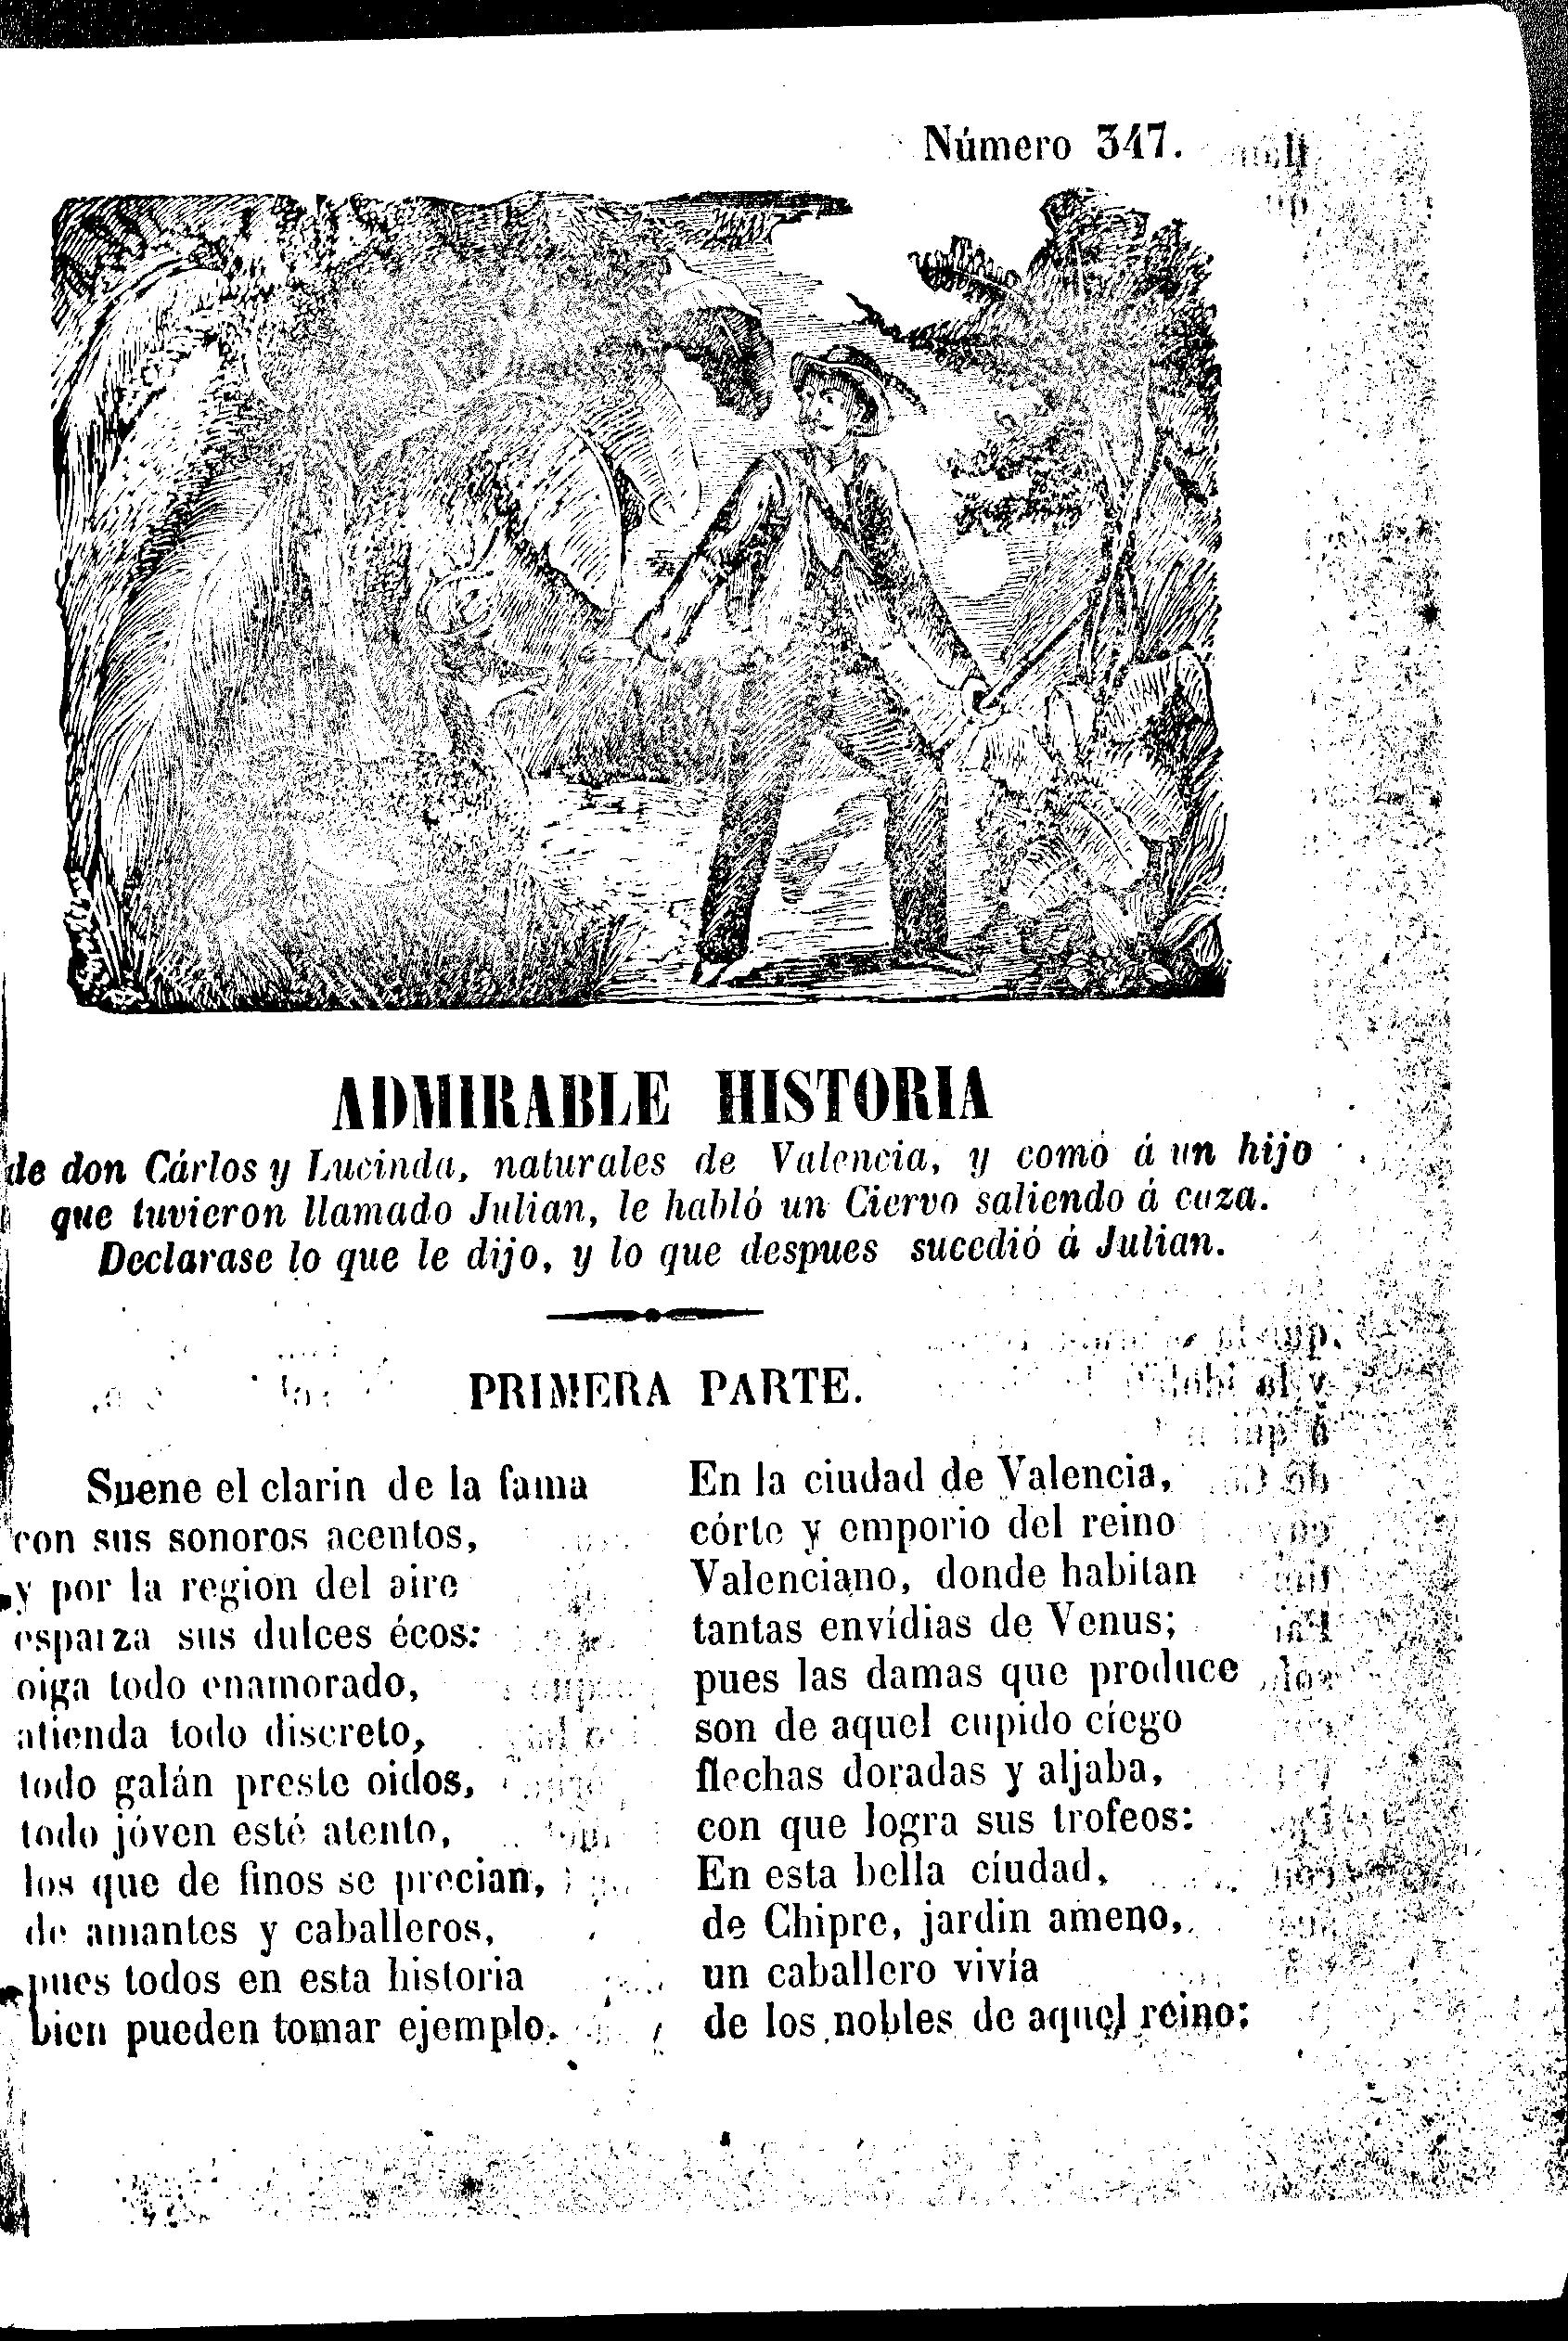 Número 347.
ADMIRABLE HISTORIA
de don Cárlos y Lucinda, naturales de Valencia, y como á un hijo
que tuvieron llamado Julian, le habló un Ciervo saliendo á caza.
Declarase lo que le dijo, y lo que despues sucedió á Julian.
PRIMERA PARTE.
Suene el clarin de la fama
con sus sonoros acentos,
y por la region del aire
esparza sus dulces écos:
oiga todo enamorado,
atienda todo discreto,
todo galán preste oidos,
todo jóven esté atento,
los que de finos se precian,
de amantes y caballeros,
pues todos en esta historia
bien pueden tomar ejemplo.
En la ciudad de Valencia,
córte y emporio del reino
Valenciano, donde habitan
tantas envídias de Venus;
pues las damas que produce
son de aquel cupido cíego
flechas doradas y aljaba,
con que logra sus trofeos:
En esta bella cíudad,
de Chipre, jardin ameno,
un caballero vivía
de los nobles de aquel reino: